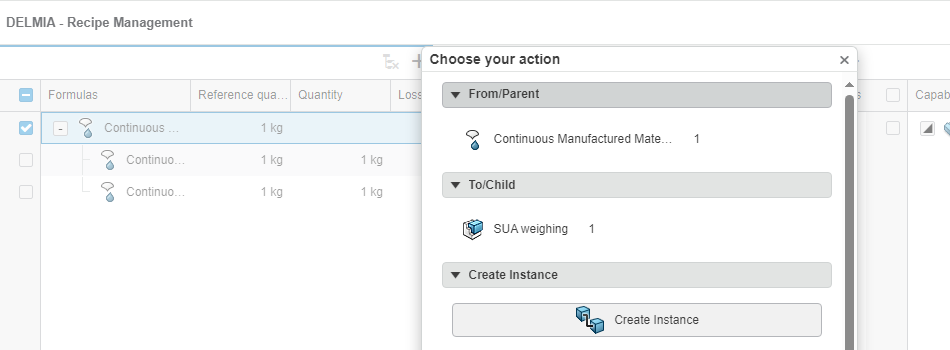 DELMIA - Recipe Management
Choose your action
Formulas Reference qua... Quantity Loss
From/Parent
Continuous ... 1 kg
Continuous Manufactured Mate... 1
Continuo... 1 kg 1 kg
To/Child
Continuo... 1 kg 1 kg
SUA weighing 1
Create Instance
Create Instance
s Capab